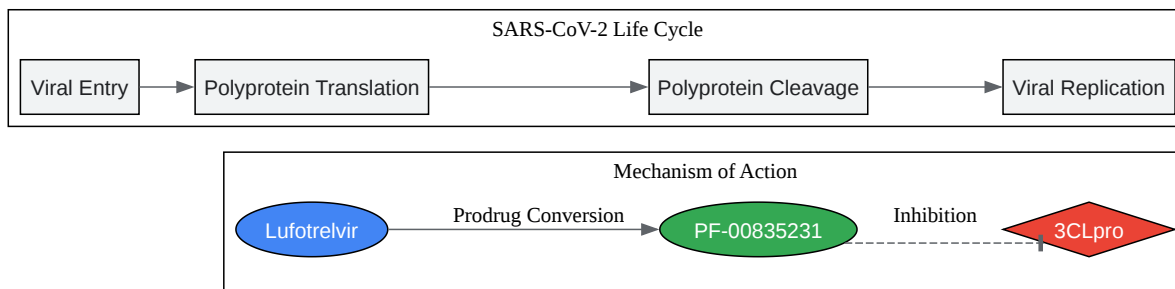 SARS-CoV-2 Life Cycle
Viral Entry
Polyprotein Translation
Polyprotein Cleavage
Viral Replication
Mechanism of Action
Lufotrelvir
Prodrug Conversion
PF-00835231
Inhibition
3CLpro